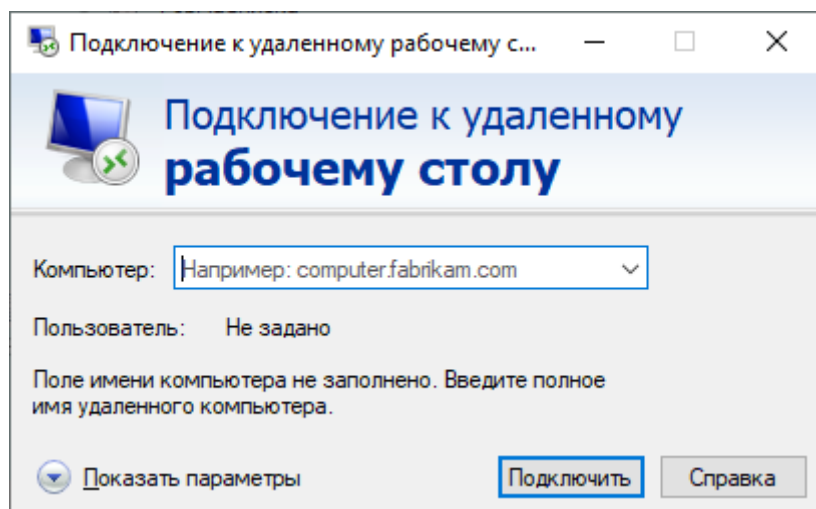 Подключение к удаленному рабочему с...
Подключение к удаленному
рабочему столу
Компьютер: Например: computer.fabrikam.com
Пользователь: Не задано
Поле имени компьютера не заполнено. Введите полное
имя удаленного компьютера.
Показать параметры Подключить Справка